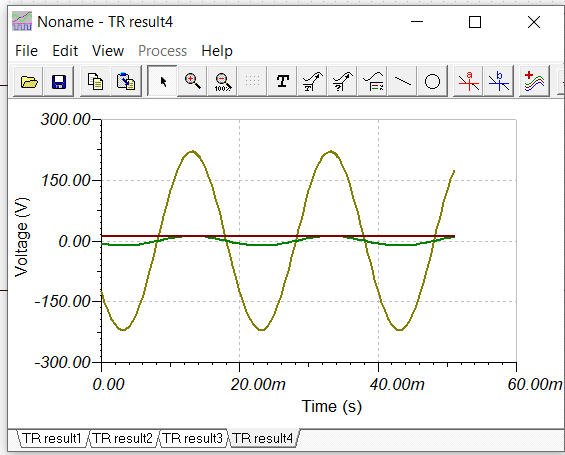 Noname - TR result4
File Edit View Process Help
T 100% T ? a b
300.00
150.00
0.00
-150.00
-300.00
Voltage (V)
0.00 20.00m 40.00m 60.00m
Time (s)
TR result1 TR result2 TR result3 TR result4